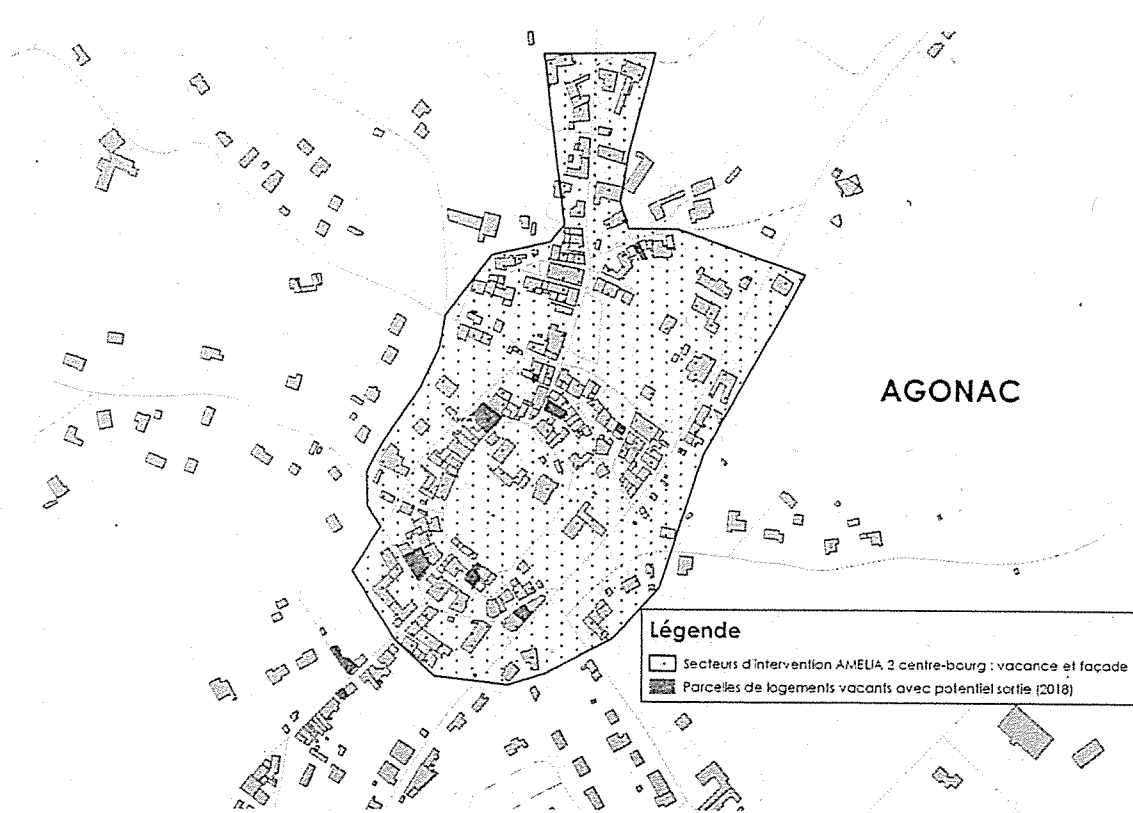 AGONAC
Légende
Secteurs d'intervention AMELIA 2 centre-bourg : vacance et façade
Parcelles de logements vacants avec potentiel sortie (2018)